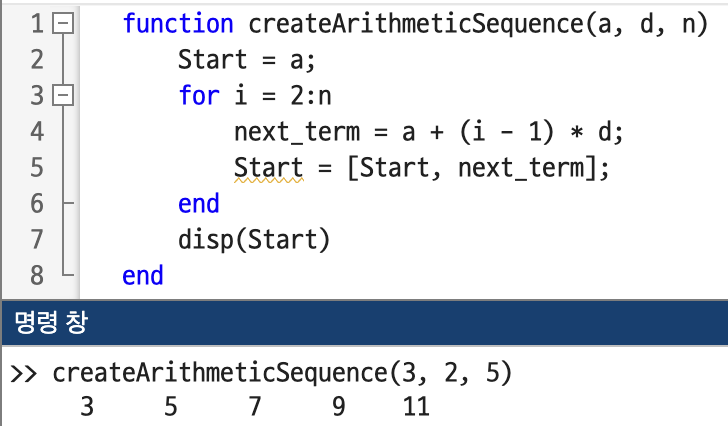 1 function createArithmeticSequence(a, d, n)
2 Start = a;
3 for i = 2:n
4 next_term = a + (i - 1) * d;
5 Start = [Start, next_term];
6 end
7 disp(Start)
8 end
명령 창
>> createArithmeticSequence(3, 2, 5)
3 5 7 9 11